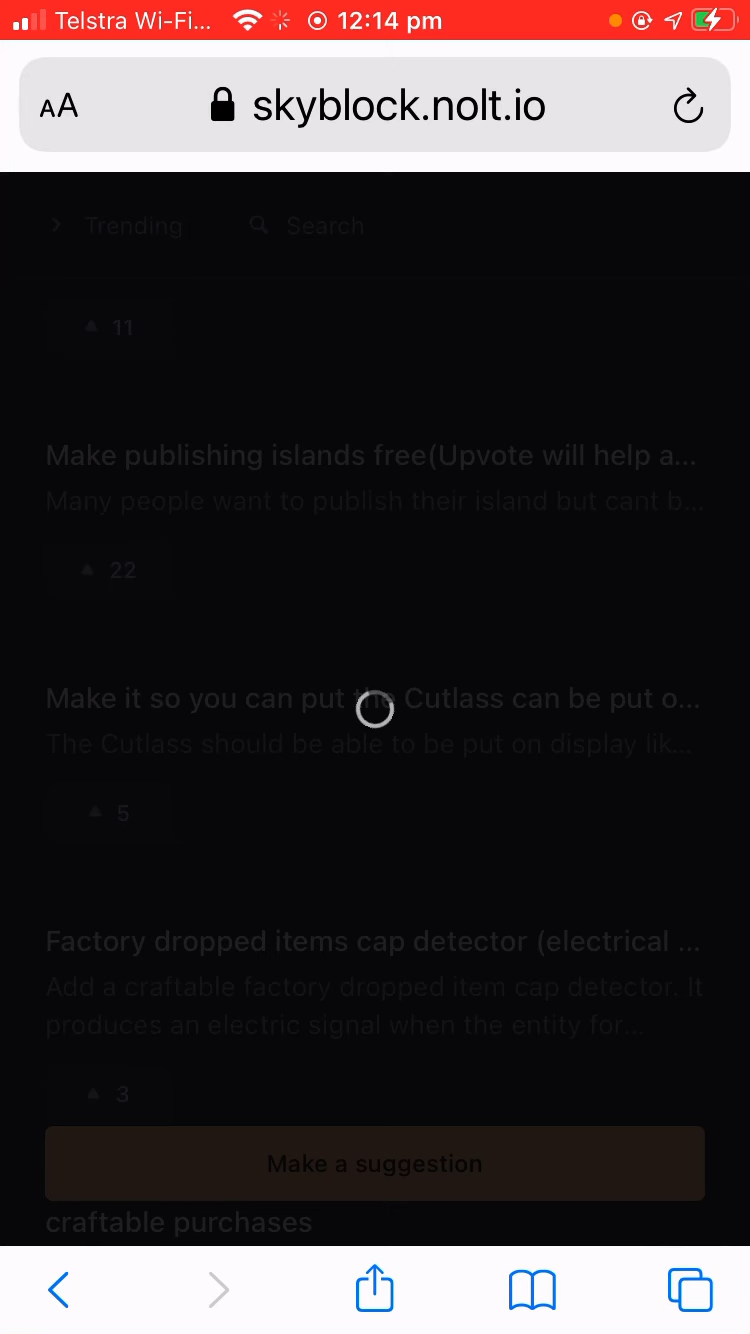 Telstra Wi-Fi... 12:14 pm
AA skyblock.nolt.io
Trending Search
11
Make publishing islands free(Upvote will help a...
Many people want to publish their island but cant b...
22
Make it so you can put the Cutlass can be put o...
The Cutlass should be able to be put on display lik...
5
Factory dropped items cap detector (electrical ...
Add a craftable factory dropped item cap detector. It
produces an electric signal when the entity for...
3
Make a suggestion
craftable purchases